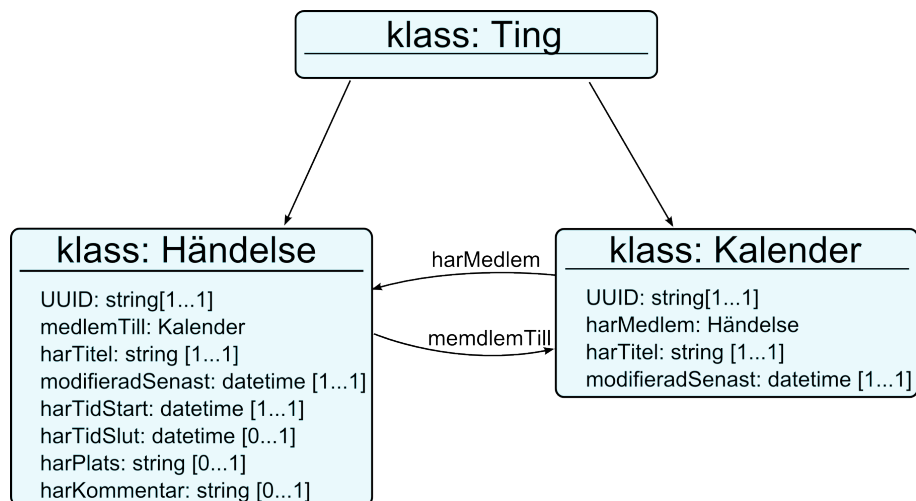 klass: Ting
klass: Händelse
UUID: string[1...1]
medlemTill: Kalender
harTitel: string [1...1]
modifieradSenast: datetime [1...1]
harTidStart: datetime [1...1]
harTidSlut: datetime [0...1]
harPlats: string [0...1]
harKommentar: string [0...1]
harMedlem
memdlemTill
klass: Kalender
UUID: string[1...1]
harMedlem: Händelse
harTitel: string [1...1]
modifieradSenast: datetime [1...1]